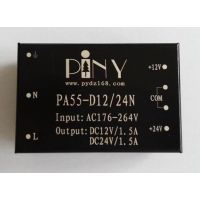 PiNY
www.pydz168.com
PA55-D12/24N
Input: AC176-264V
Output: DC12V/1.5A
DC24V/1.5A
N
L
+12V
COM
+24V